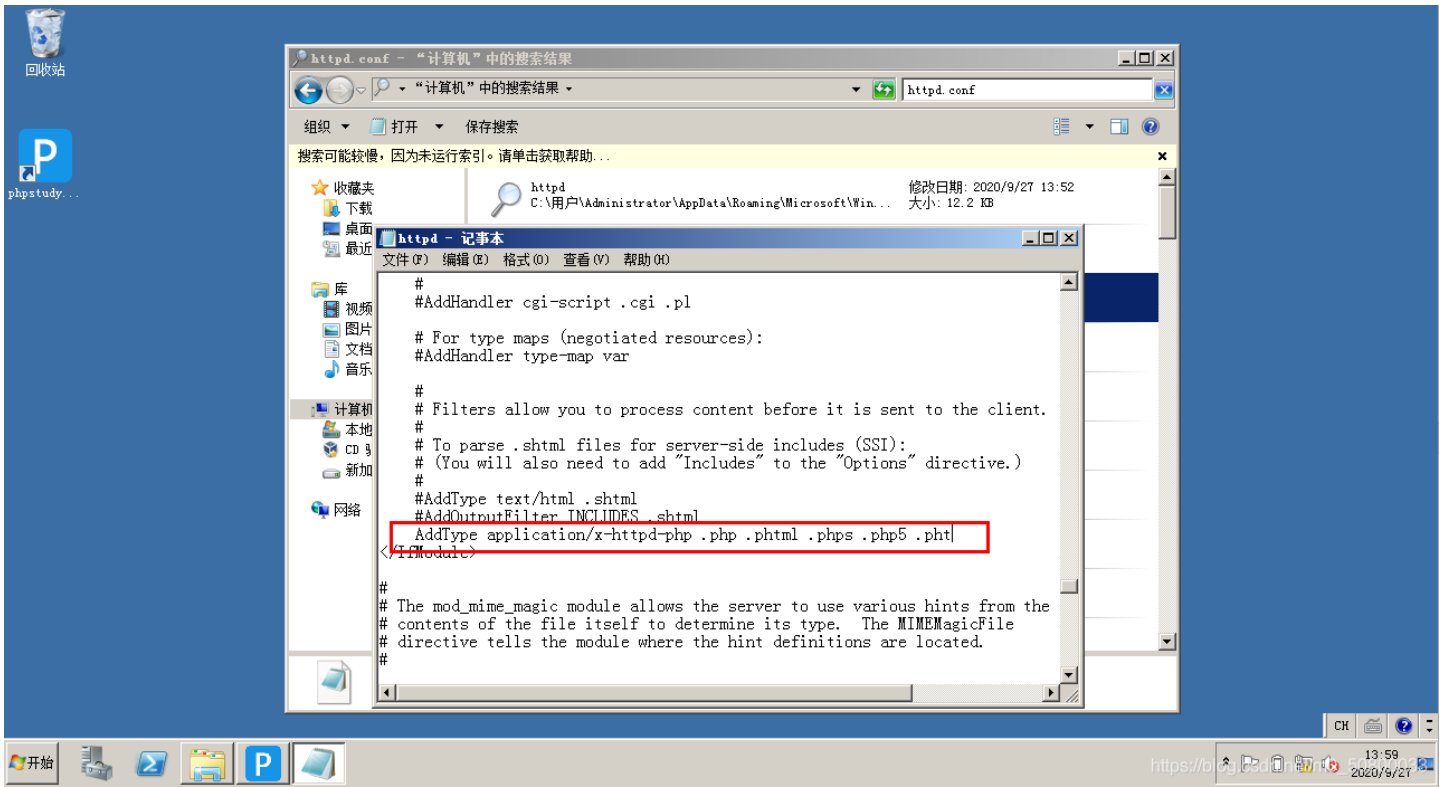 回收站
phpstudy...
httpd.conf - “计算机”中的搜索结果
“计算机”中的搜索结果
httpd.conf
组织
打开
保存搜索
搜索可能较慢，因为未运行索引。请单击获取帮助...
收藏夹
下载
桌面
最近
库
视频
图片
文档
音乐
计算机
本地
CD
新加
网络
httpd
C:\用户\Administrator\AppData\Roaming\Microsoft\Win...
修改日期: 2020/9/27 13:52
大小: 12.2 KB
httpd - 记事本
文件(F) 编辑(E) 格式(O) 查看(V) 帮助(H)
#
#AddHandler cgi-script .cgi .pl
# For type maps (negotiated resources):
#AddHandler type-map var
#
# Filters allow you to process content before it is sent to the client.
#
# To parse .shtml files for server-side includes (SSI):
# (You will also need to add "Includes" to the "Options" directive.)
#
#AddType text/html .shtml
#AddOutputFilter INCLUDES .shtml
AddType application/x-httpd-php .php .phtml .phps .php5 .pht
</IfModule>
#
# The mod_mime_magic module allows the server to use various hints from the
# contents of the file itself to determine its type.  The MIMEMagicFile
# directive tells the module where the hint definitions are located.
#
CH
开始
13:59
2020/9/27